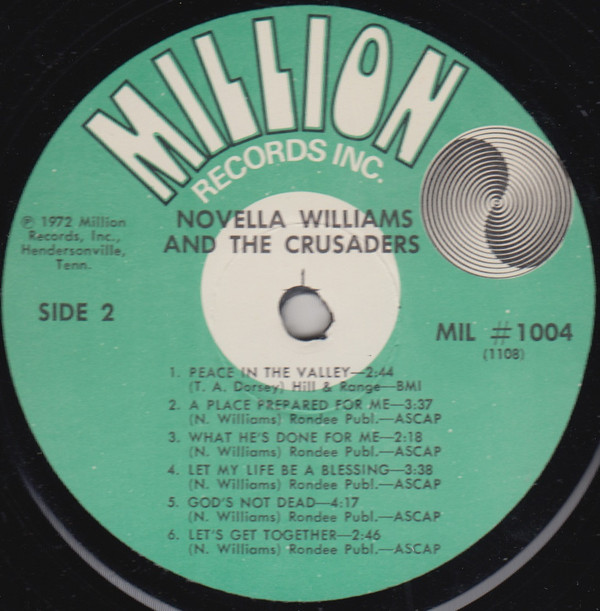 MILLION
RECORDS INC.
NOVELLA WILLIAMS
AND THE CRUSADERS
℗ 1972 Million
Records, Inc.,
Hendersonville,
Tenn.
SIDE 2
MIL #1004
(1108)
1. PEACE IN THE VALLEY—2:44
(T. A. Dorsey) Hill & Range—BMI
2. A PLACE PREPARED FOR ME—3:37
(N. Williams) Rondee Publ.—ASCAP
3. WHAT HE'S DONE FOR ME—2:18
(N. Williams) Rondee Publ.—ASCAP
4. LET MY LIFE BE A BLESSING—3:38
(N. Williams) Rondee Publ.—ASCAP
5. GOD'S NOT DEAD—4:17
(N. Williams) Rondee Publ.—ASCAP
6. LET'S GET TOGETHER—2:46
(N. Williams) Rondee Publ.—ASCAP